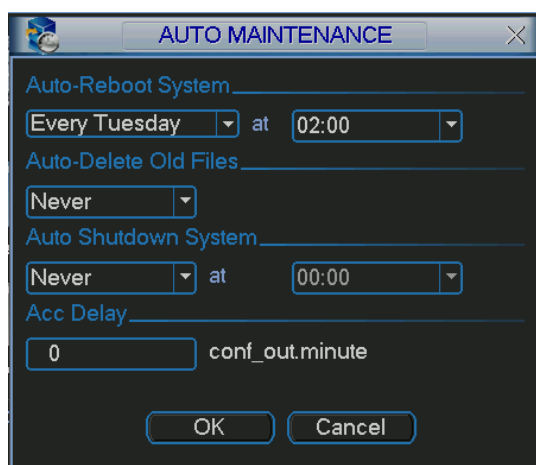 AUTO MAINTENANCE
Auto-Reboot System
Every Tuesday at 02:00
Auto-Delete Old Files
Never
Auto Shutdown System
Never at 00:00
Acc Delay
0 conf_out.minute
OK Cancel